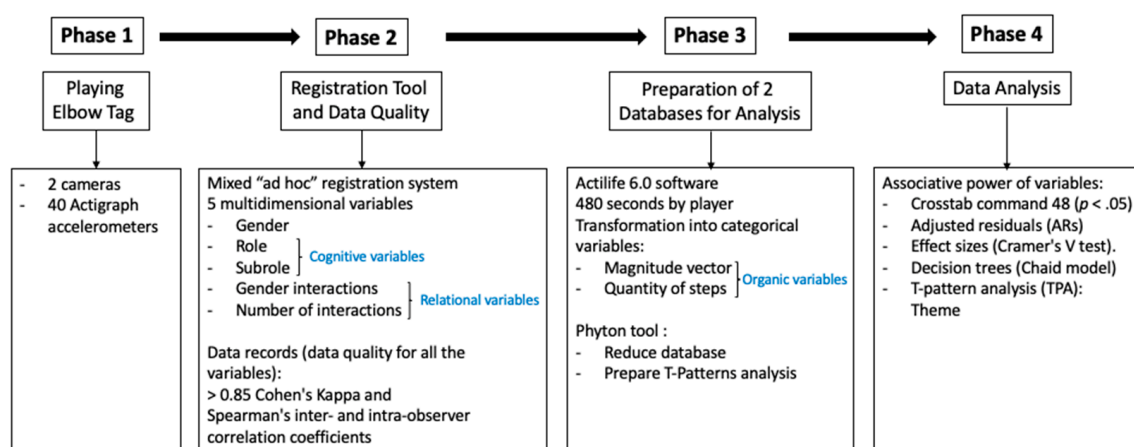 Phase 1
Phase 2
Phase 3
Phase 4
Playing
Elbow Tag
Registration Tool
and Data Quality
Preparation of 2
Databases for Analysis
Data Analysis
- 2 cameras
- 40 Actigraph
accelerometers
Mixed “ad hoc” registration system
5 multidimensional variables
- Gender
- Role
- Subrole
Cognitive variables
- Gender interactions
- Number of interactions
Relational variables
Data records (data quality for all the
variables):
> 0.85 Cohen's Kappa and
Spearman's inter- and intra-observer
correlation coefficients
Actilife 6.0 software
480 seconds by player
Transformation into categorical
variables:
- Magnitude vector
- Quantity of steps
Organic variables
Phyton tool :
- Reduce database
- Prepare T-Patterns analysis
Associative power of variables:
- Crosstab command 48 (p < .05)
- Adjusted residuals (ARs)
- Effect sizes (Cramer's V test).
- Decision trees (Chaid model)
- T-pattern analysis (TPA):
Theme